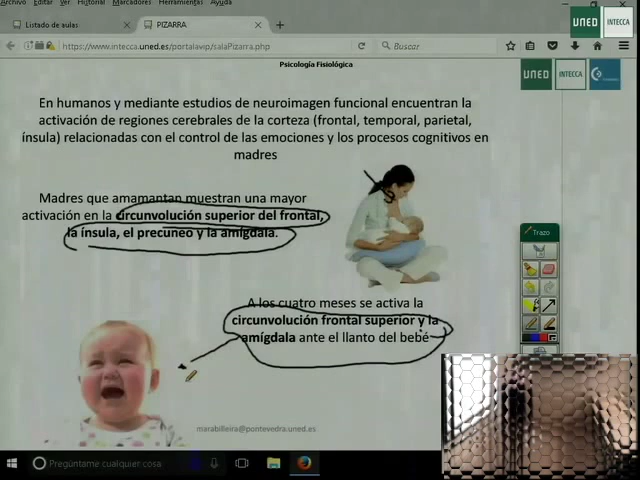 Archivo Editar Ver Historial Marcadores Herramientas Ayuda
Listado de aulas
PIZARRA
https://www.intecca.uned.es/portalavip/salaPizarra.php
Buscar
UNED
INTECCA
Psicología Fisiológica
UNED
INTECCA
En humanos y mediante estudios de neuroimagen funcional encuentran la
activación de regiones cerebrales de la corteza (frontal, temporal, parietal,
ínsula) relacionadas con el control de las emociones y los procesos cognitivos en
madres
Madres que amamantan muestran una mayor
activación en la circunvolución superior del frontal,
la ínsula, el precúneo y la amígdala.
Trazo
A los cuatro meses se activa la
circunvolución frontal superior y la
amígdala ante el llanto del bebé
marabilleira@pontevedra.uned.es
Pregúntame cualquier cosa